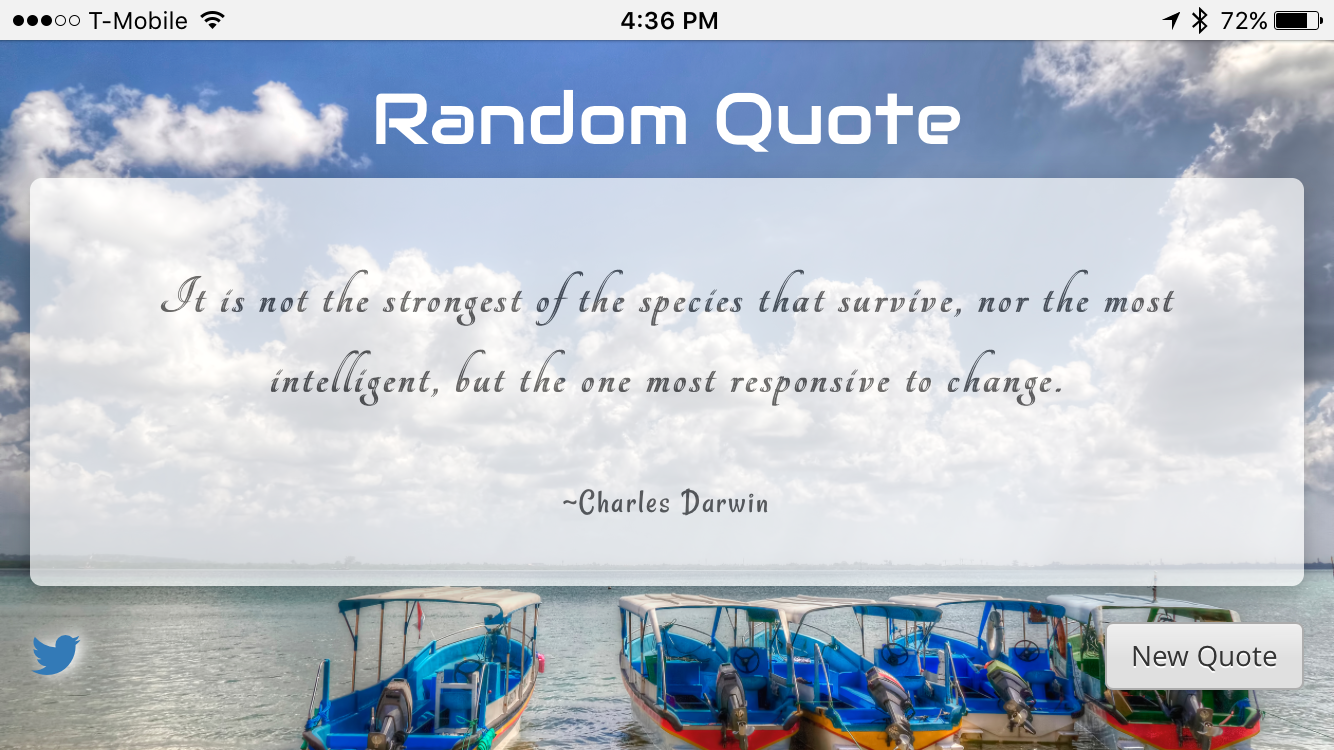 T-Mobile 4:36 PM 72%
Random Quote
It is not the strongest of the species that survive, nor the most
intelligent, but the one most responsive to change.
~Charles Darwin
New Quote